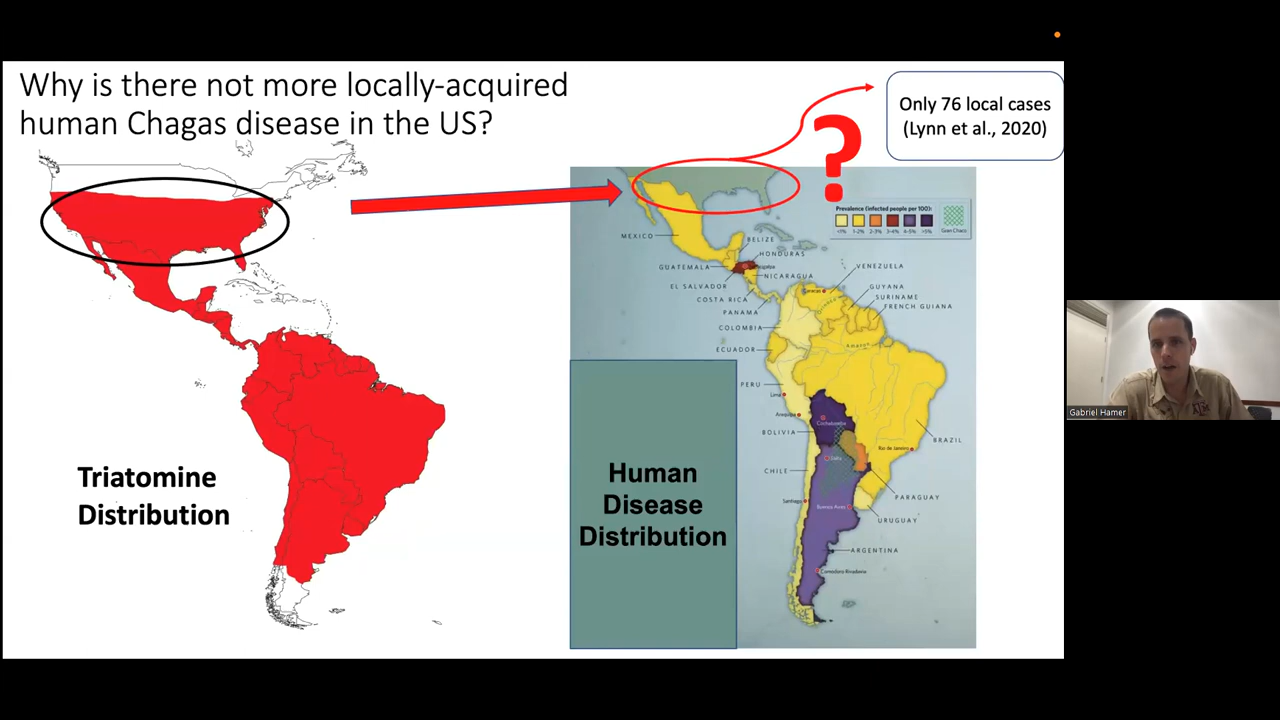 Why is there not more locally-acquired
human Chagas disease in the US?
Only 76 local cases
(Lynn et al., 2020)
?
Triatomine
Distribution
Human
Disease
Distribution
Prevalence (infected people per 100):
<1% 1-2% 2-3% 3-4% 4-5% >5%
Gran Chaco
MEXICO
BELIZE
HONDURAS
GUATEMALA
NICARAGUA
EL SALVADOR
COSTA RICA
PANAMA
VENEZUELA
Caracas
GUYANA
SURINAME
FRENCH GUIANA
COLOMBIA
ECUADOR
Amazon
PERU
Lima
Arequipa
BOLIVIA
Cochabamba
BRAZIL
Rio de Janeiro
Salta
CHILE
PARAGUAY
Santiago
Buenos Aires
URUGUAY
ARGENTINA
Comodoro Rivadavia
Gabriel Hamer